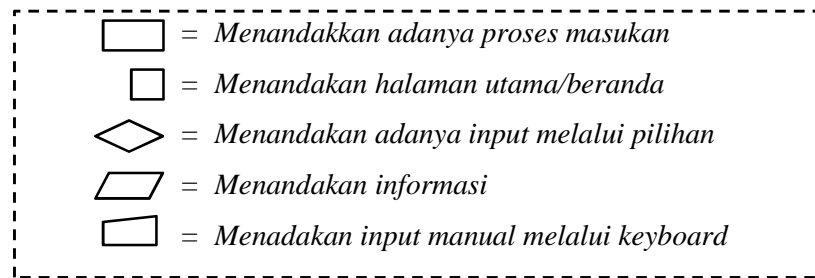 = Menandakkan adanya proses masukan
= Menandakan halaman utama/beranda
= Menandakan adanya input melalui pilihan
= Menandakan informasi
= Menadakan input manual melalui keyboard